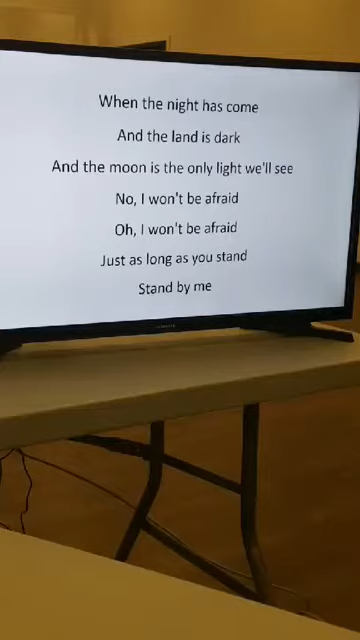 When the night has come
And the land is dark
And the moon is the only light we'll see
No, I won't be afraid
Oh, I won't be afraid
Just as long as you stand
Stand by me